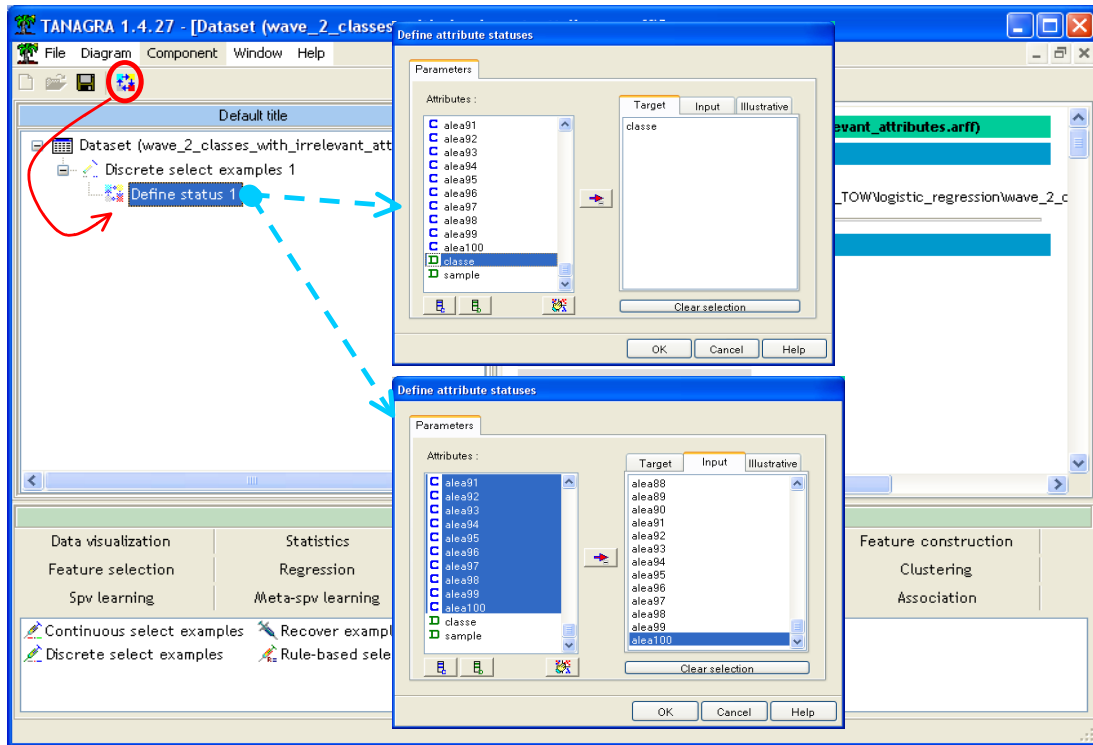 TANAGRA 1.4.27 - [Dataset (wave_2_classes
File Diagram Component Window Help
Default title
Dataset (wave_2_classes_with_irrelevant_att
Discrete select examples 1
Define status 1
evant_attributes.arff)
_TOW\logistic_regression\wave_2_c
Define attribute statuses
Parameters
Attributes :
Target Input Illustrative
C alea91
C alea92
C alea93
C alea94
C alea95
C alea96
C alea97
C alea98
C alea99
C alea100
D classe
D sample
classe
Clear selection
OK Cancel Help
Define attribute statuses
Parameters
Attributes :
Target Input Illustrative
C alea91
C alea92
C alea93
C alea94
C alea95
C alea96
C alea97
C alea98
C alea99
C alea100
D classe
D sample
alea88
alea89
alea90
alea91
alea92
alea93
alea94
alea95
alea96
alea97
alea98
alea99
alea100
Clear selection
OK Cancel Help
Data visualization Statistics Feature construction
Feature selection Regression Clustering
Spv learning Meta-spv learning Association
Continuous select examples Recover exampl
Discrete select examples Rule-based sele